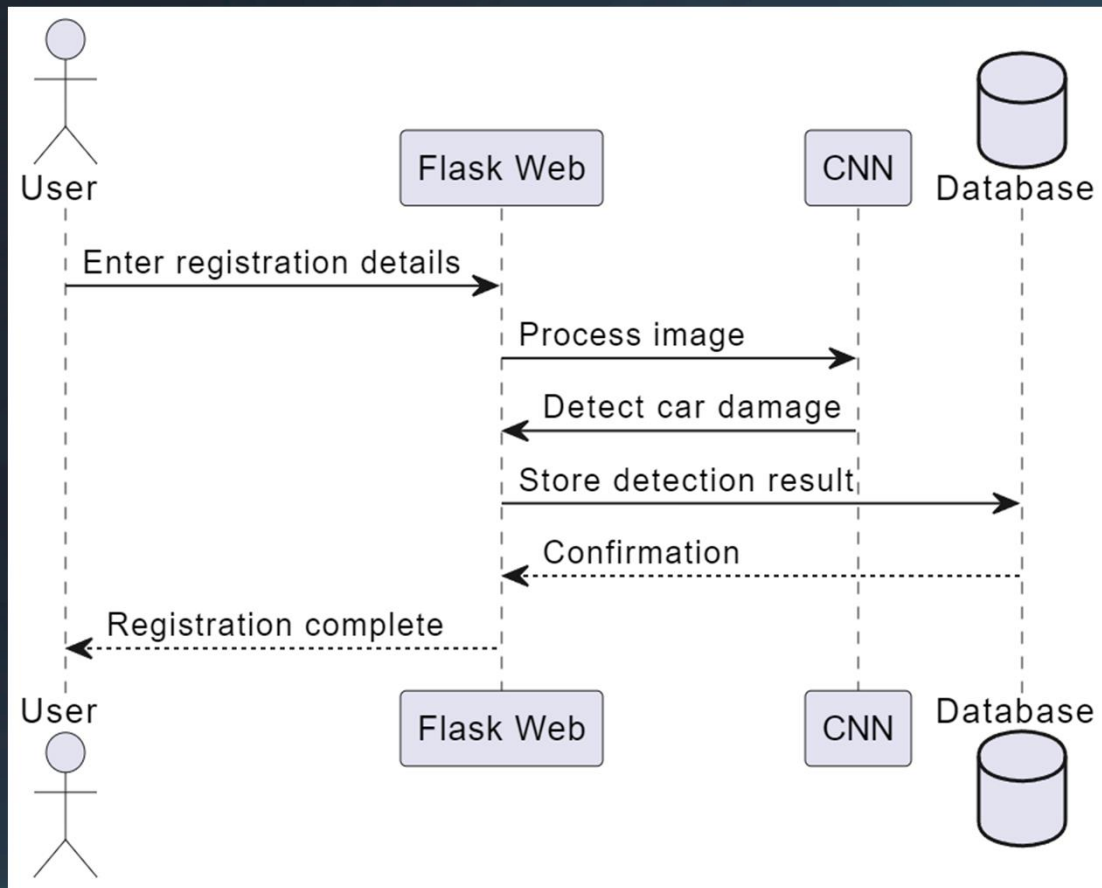 User
Flask Web
CNN
Database
Enter registration details
Process image
Detect car damage
Store detection result
Confirmation
Registration complete
User
Flask Web
CNN
Database